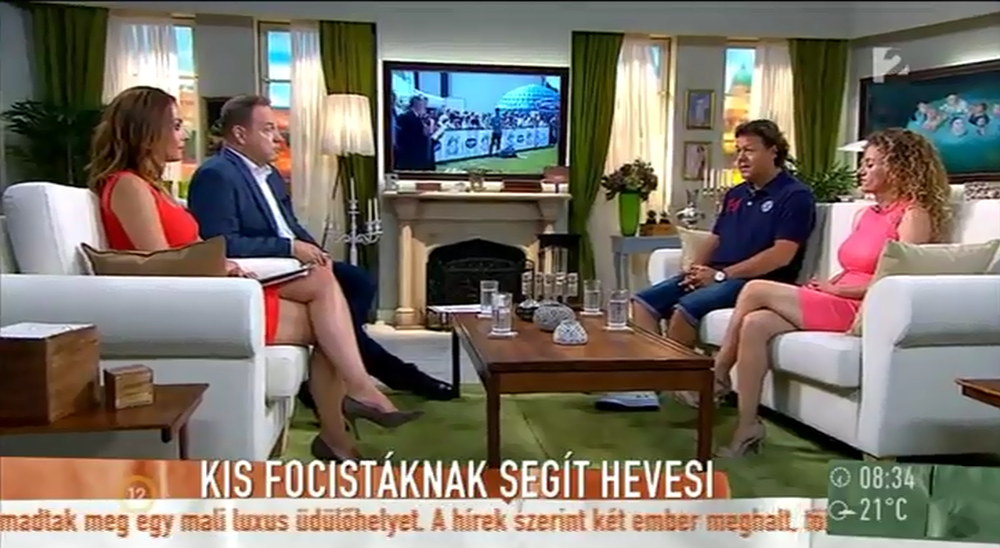 2
KIS FOCISTÁKNAK SEGÍT HEVESI
12
08:34
madtak meg egy mali luxus üdülőhelyet. A hírek szerint két ember meghalt,
21°C